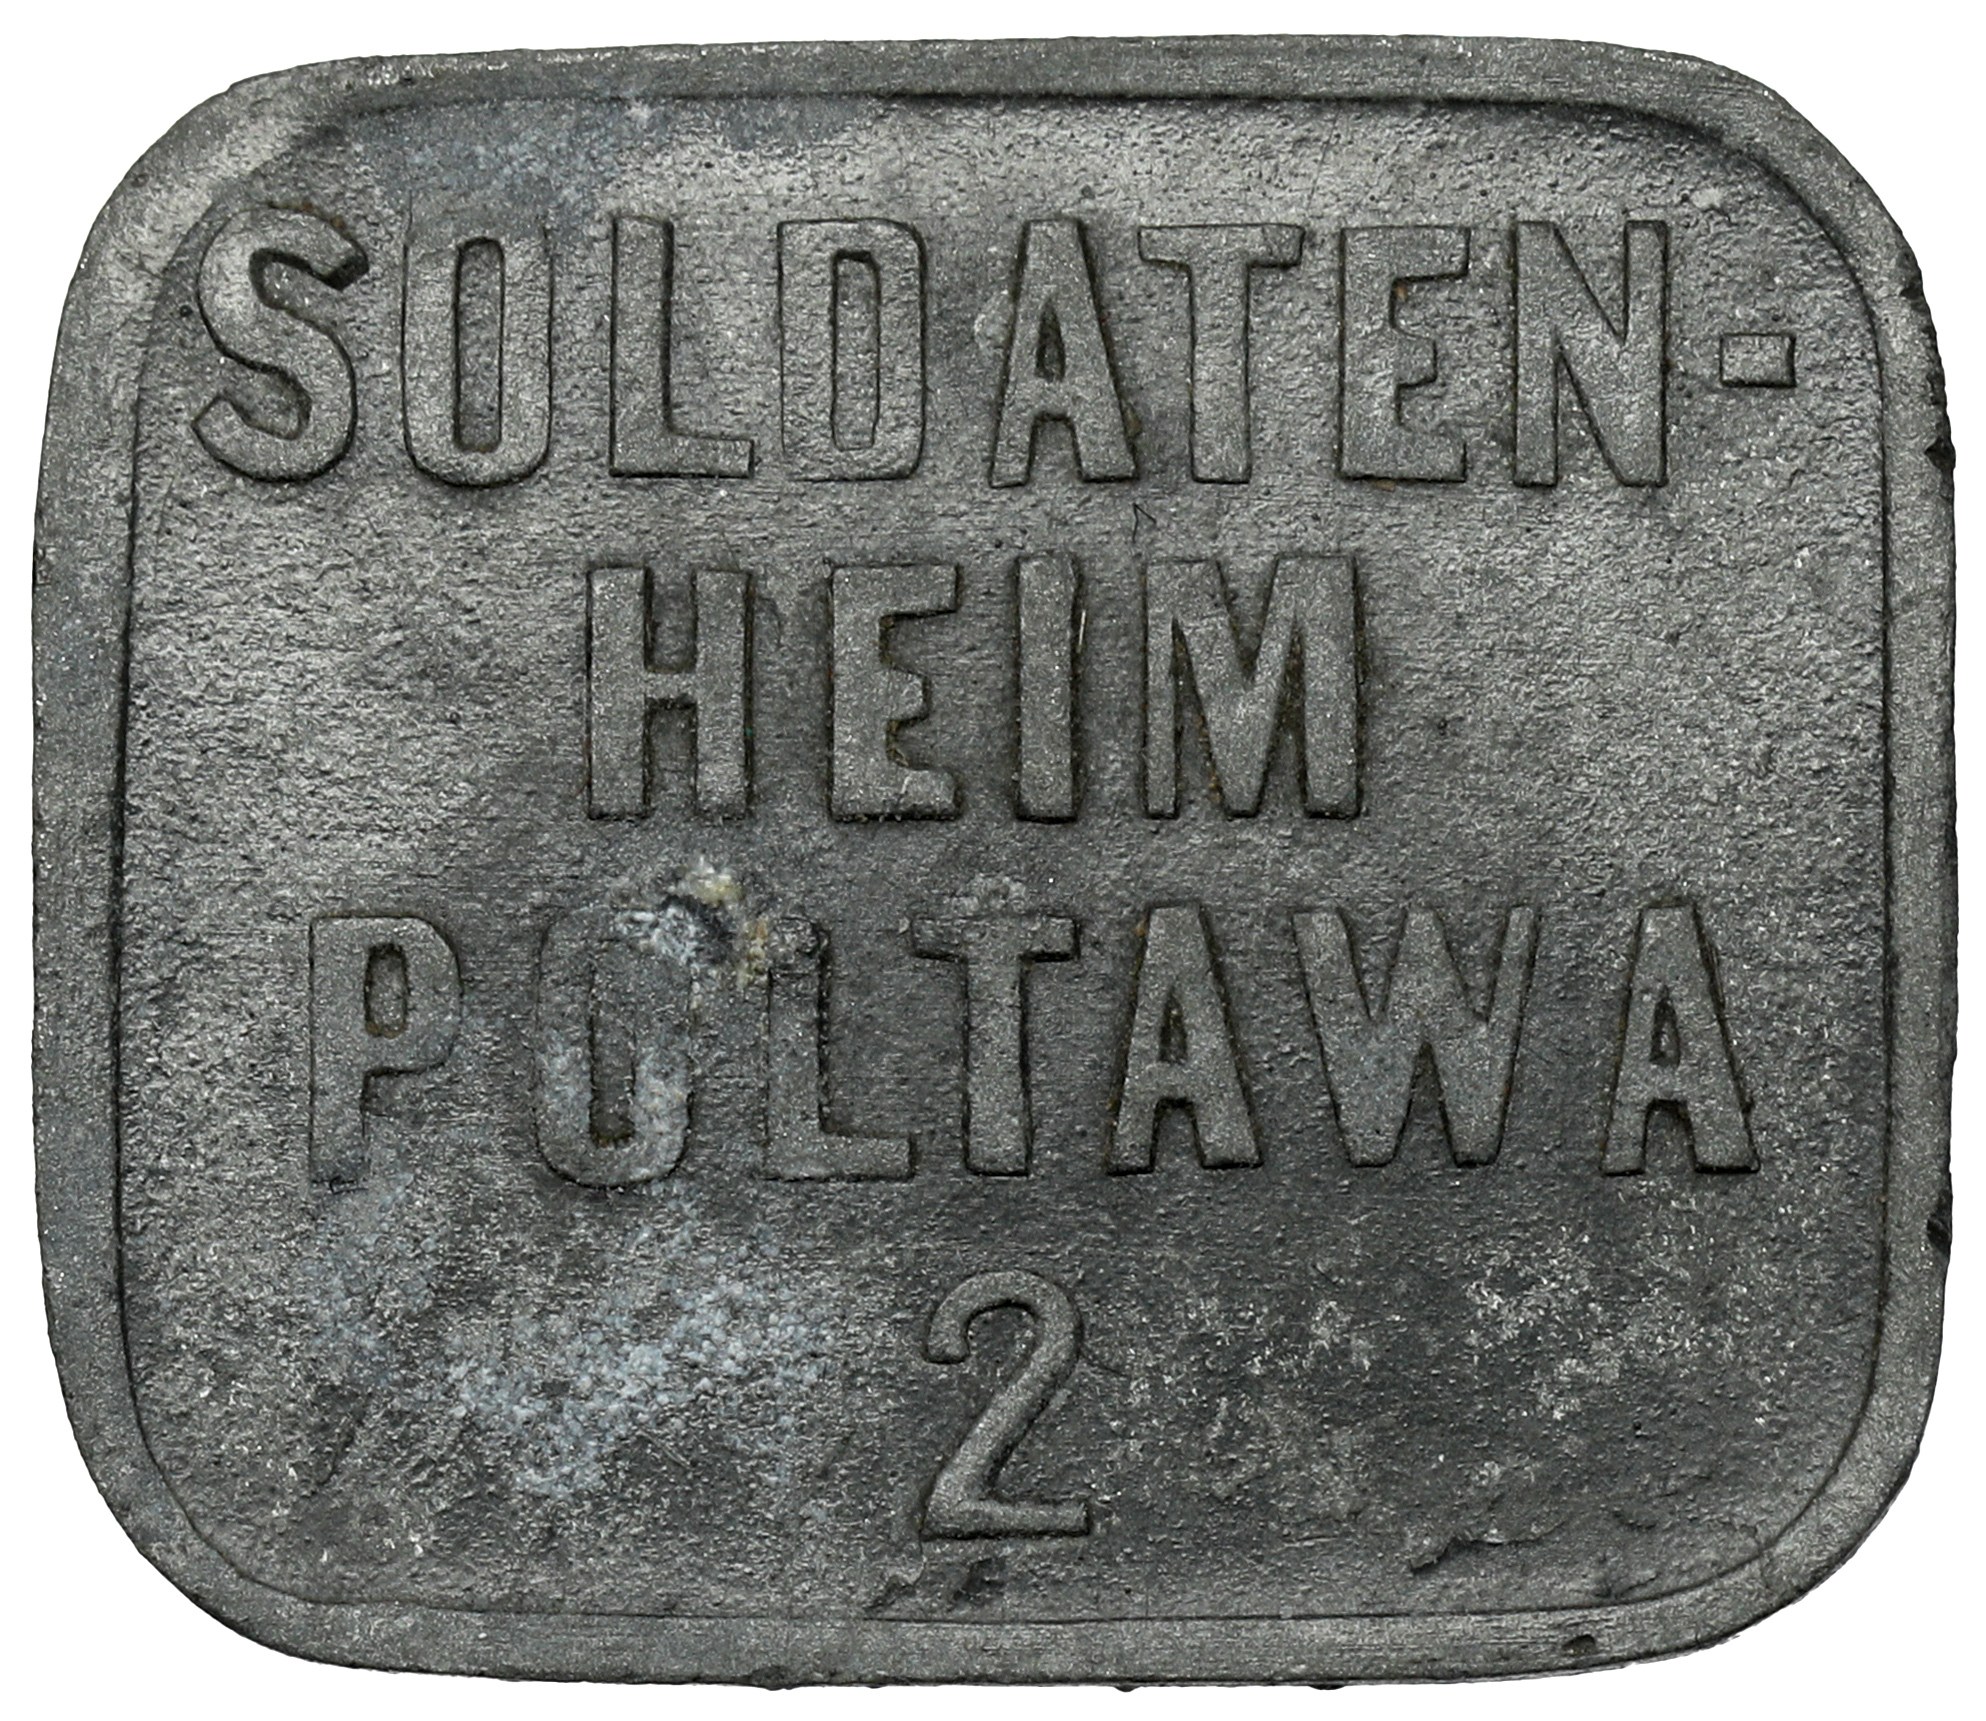 SOLDATEN-
HEIM
POLTAWA
2